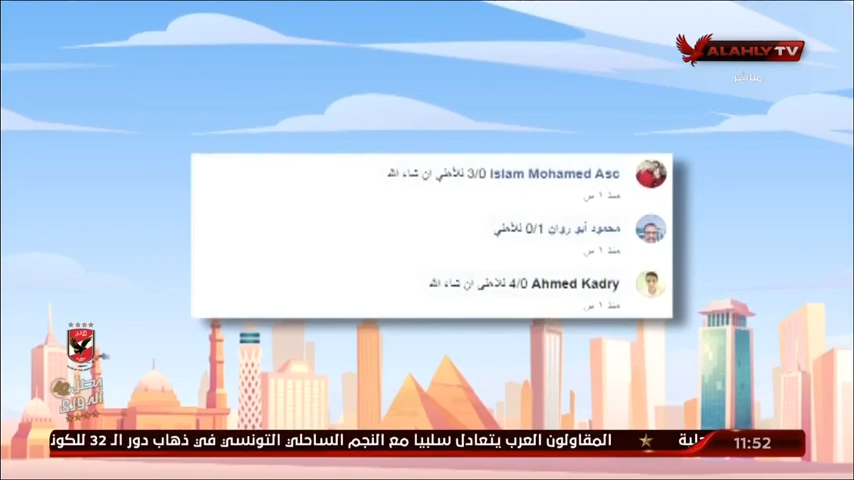 ALAHLY TV
مباشر
Islam Mohamed Asc 3/0 للأهلي ان شاء الله
منذ ١ س
محمود أبو روان 0/1 للأهلي
منذ ١ س
Ahmed Kadry 4/0 للاهلى ان شاء الله
منذ ١ س
11:52
المقاولون العرب يتعادل سلبيا مع النجم الساحلي التونسي في ذهاب دور الـ 32 للكون